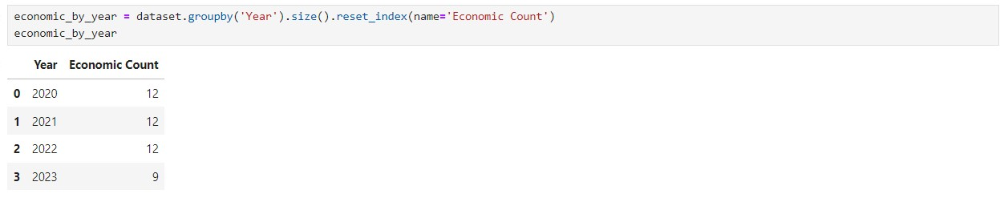 economic_by_year = dataset.groupby('Year').size().reset_index(name='Economic Count')
economic_by_year
Year Economic Count
0 2020 12
1 2021 12
2 2022 12
3 2023 9